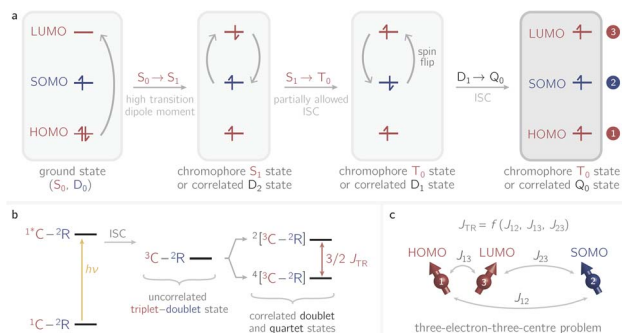 a
LUMO
SOMO
HOMO
ground state
(S₀, D₀)
S₀ → S₁
high transition
dipole moment
chromophore S₁ state
or correlated D₂ state
S₁ → T₀
partially allowed
ISC
spin
flip
chromophore T₀ state
or correlated D₁ state
D₁ → Q₀
ISC
LUMO 3
SOMO 2
HOMO 1
chromophore T₀ state
or correlated Q₀ state
b
¹*C – ²R
hν
¹C – ²R
ISC
³C – ²R
uncorrelated
triplet–doublet state
²[³C – ²R]
⁴[³C – ²R]
3/2 J_TR
correlated doublet
and quartet states
c
J_TR = f (J₁₂, J₁₃, J₂₃)
HOMO LUMO SOMO
J₁₃ J₂₃
1 3 2
J₁₂
three-electron-three-centre problem